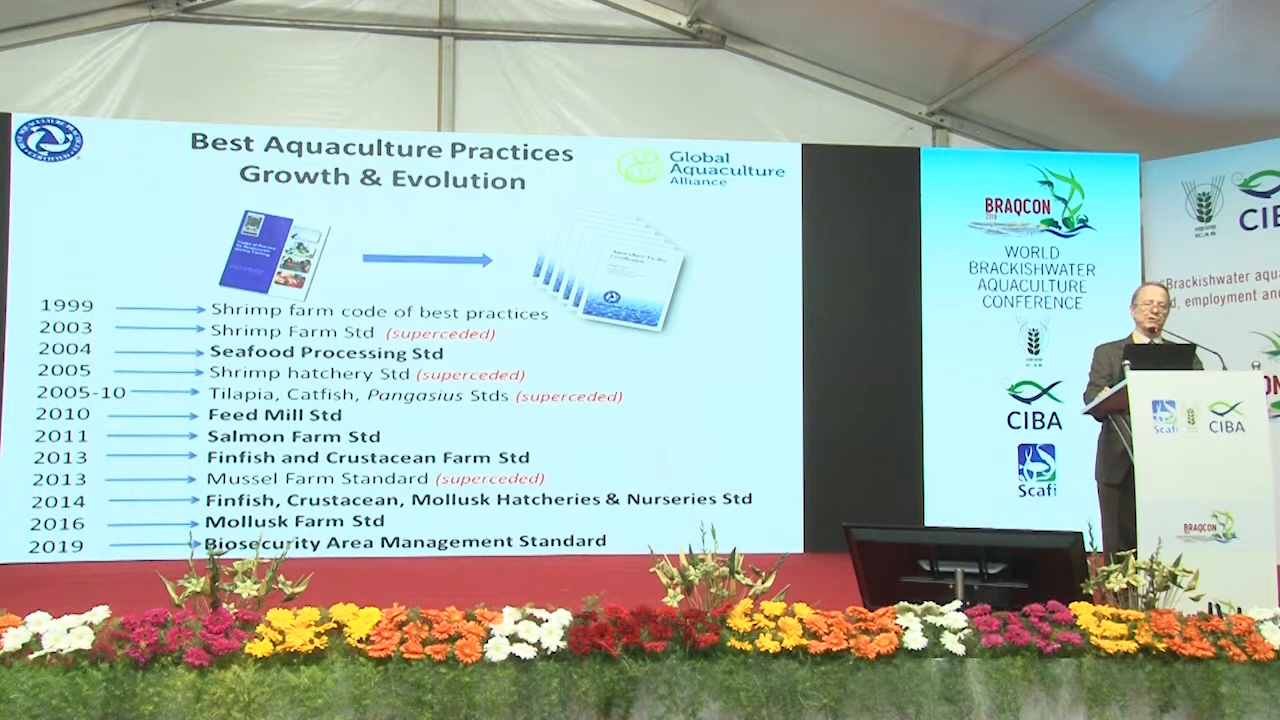 Best Aquaculture Practices
Growth & Evolution
Global
Aquaculture
Alliance
1999 Shrimp farm code of best practices
2003 Shrimp Farm Std (superceded)
2004 Seafood Processing Std
2005 Shrimp hatchery Std (superceded)
2005-10 Tilapia, Catfish, Pangasius Stds (superceded)
2010 Feed Mill Std
2011 Salmon Farm Std
2013 Finfish and Crustacean Farm Std
2013 Mussel Farm Standard (superceded)
2014 Finfish, Crustacean, Mollusk Hatcheries & Nurseries Std
2016 Mollusk Farm Std
2019 Biosecurity Area Management Standard
BRAQCON
WORLD
BRACKISHWATER
AQUACULTURE
CONFERENCE
CIBA
Scafi
ICAR
CIB
Brackishwater aqua
d, employment and
Scafi
CIBA
BRAQCON